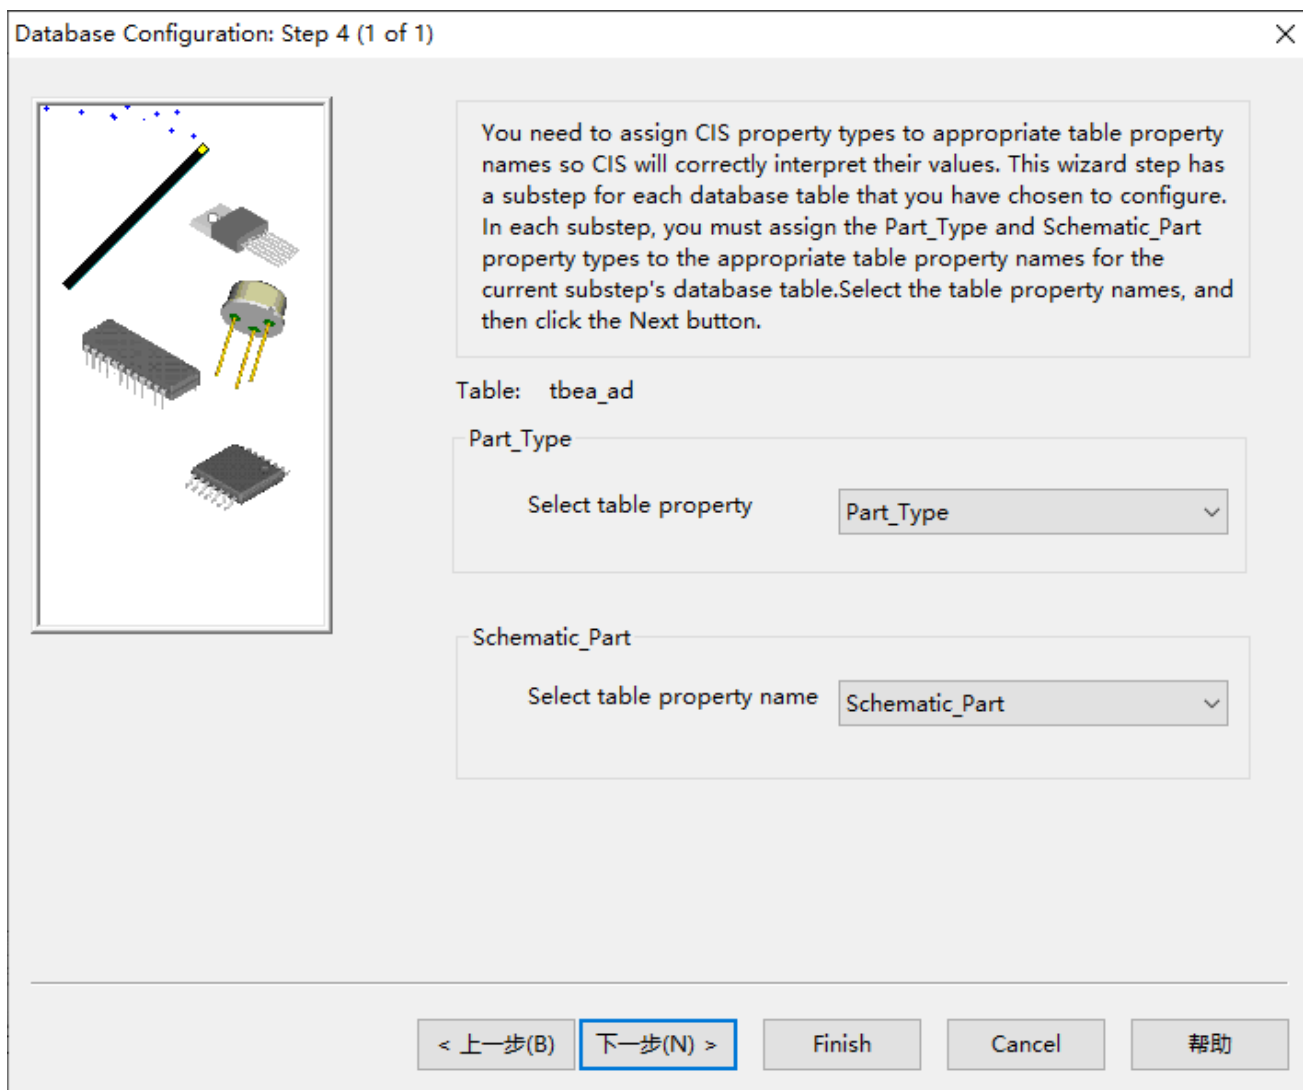 Database Configuration: Step 4 (1 of 1)
You need to assign CIS property types to appropriate table property
names so CIS will correctly interpret their values. This wizard step has
a substep for each database table that you have chosen to configure.
In each substep, you must assign the Part_Type and Schematic_Part
property types to the appropriate table property names for the
current substep's database table.Select the table property names, and
then click the Next button.
Table: tbea_ad
Part_Type
Select table property
Part_Type
Schematic_Part
Select table property name
Schematic_Part
< 上一步(B)
下一步(N) >
Finish
Cancel
帮助